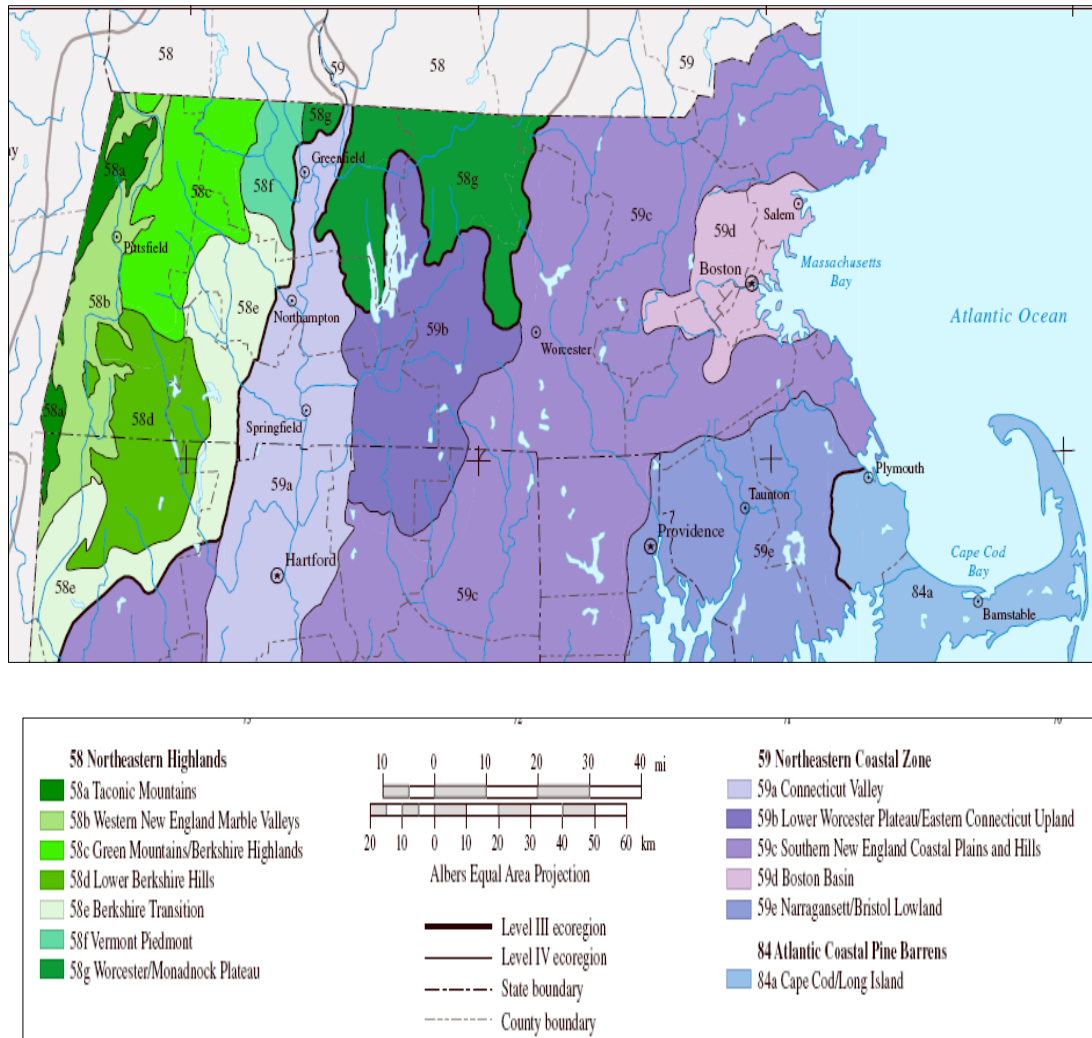 58
59
58
59
ay
58g
58a
Greenfield
58f
58c
58g
59c
59d
Salem
Boston
Massachusetts
Bay
Pittsfield
58b
58e
Northampton
59b
Worcester
Atlantic Ocean
58a
58d
Springfield
59a
Plymouth
Taunton
Providence
59e
Hartford
58e
59c
Cape Cod
Bay
84a
Barnstable
58 Northeastern Highlands
58a Taconic Mountains
58b Western New England Marble Valleys
58c Green Mountains/Berkshire Highlands
58d Lower Berkshire Hills
58e Berkshire Transition
58f Vermont Piedmont
58g Worcester/Monadnock Plateau
10 0 10 20 30 40 mi
20 10 0 10 20 30 40 50 60 km
Albers Equal Area Projection
Level III ecoregion
Level IV ecoregion
State boundary
County boundary
59 Northeastern Coastal Zone
59a Connecticut Valley
59b Lower Worcester Plateau/Eastern Connecticut Upland
59c Southern New England Coastal Plains and Hills
59d Boston Basin
59e Narragansett/Bristol Lowland
84 Atlantic Coastal Pine Barrens
84a Cape Cod/Long Island